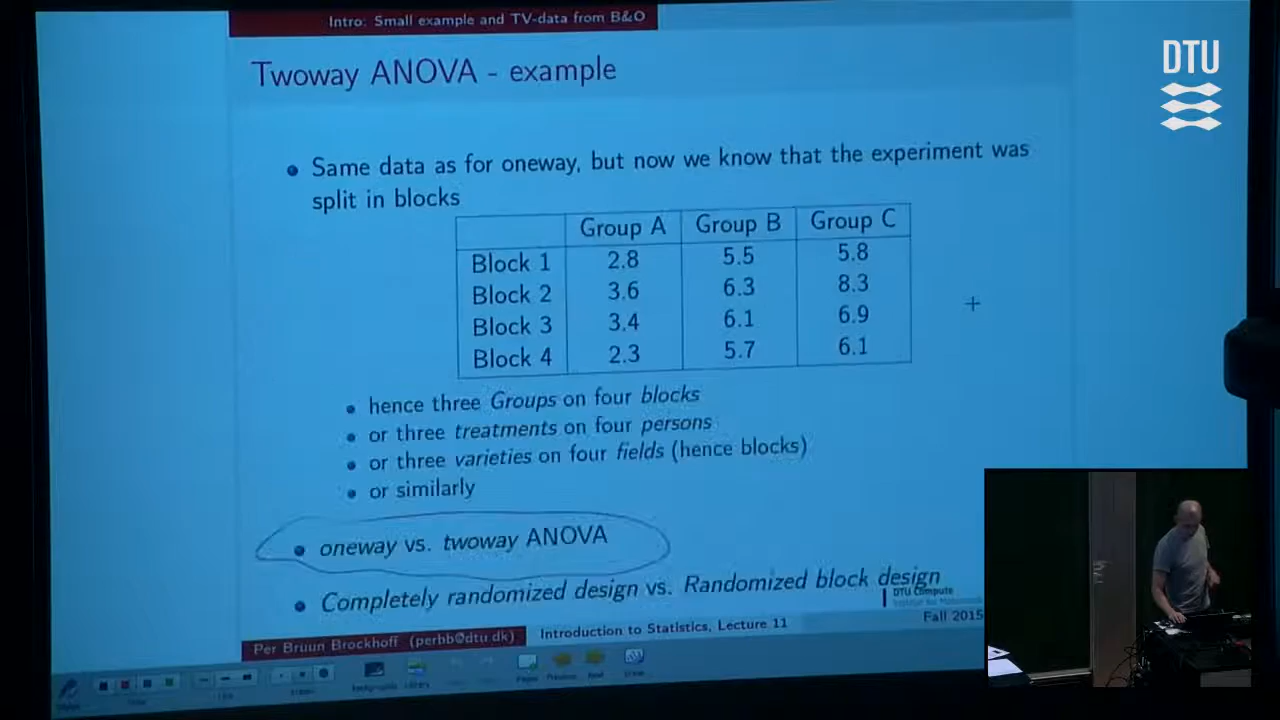 Intro: Small example and TV-data from B&O
DTU
Twoway ANOVA - example
Same data as for oneway, but now we know that the experiment was
split in blocks
Group A Group B Group C
Block 1 2.8 5.5 5.8
Block 2 3.6 6.3 8.3
Block 3 3.4 6.1 6.9
Block 4 2.3 5.7 6.1
hence three Groups on four blocks
or three treatments on four persons
or three varieties on four fields (hence blocks)
or similarly
oneway vs. twoway ANOVA
Completely randomized design vs. Randomized block design
DTU Compute
Per Bruun Brockhoff (perbb@dtu.dk) Introduction to Statistics, Lecture 11 Fall 2015